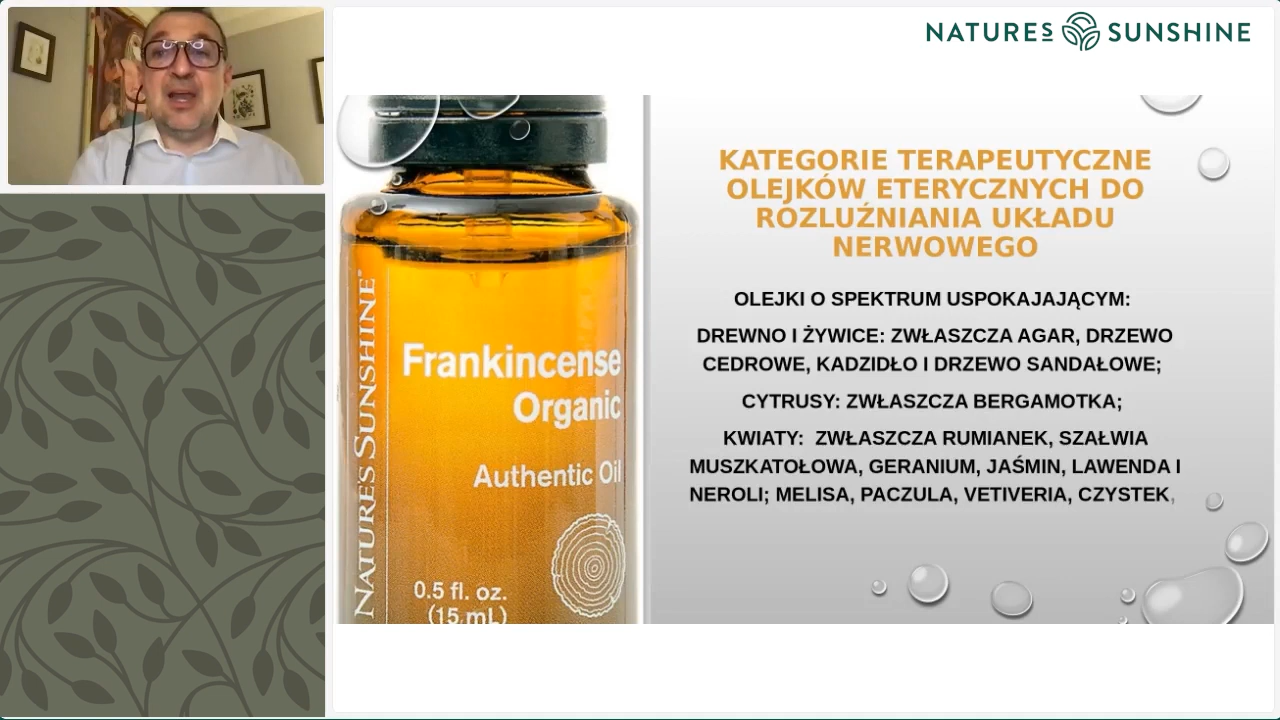 NATURES SUNSHINE
KATEGORIE TERAPEUTYCZNE
OLEJKÓW ETERYCZNYCH DO
ROZLUŹNIANIA UKŁADU
NERWOWEGO
OLEJKI O SPEKTRUM USPOKAJAJĄCYM:
DREWNO I ŻYWICE: ZWŁASZCZA AGAR, DRZEWO
CEDROWE, KADZIDŁO I DRZEWO SANDAŁOWE;
CYTRUSY: ZWŁASZCZA BERGAMOTKA;
KWIATY: ZWŁASZCZA RUMIANEK, SZAŁWIA
MUSZKATOŁOWA, GERANIUM, JAŚMIN, LAWENDA I
NEROLI; MELISA, PACZULA, VETIVERIA, CZYSTEK,
NATURE'S SUNSHINE®
Frankincense
Organic
Authentic Oil
0.5 fl. oz.
(15 mL)